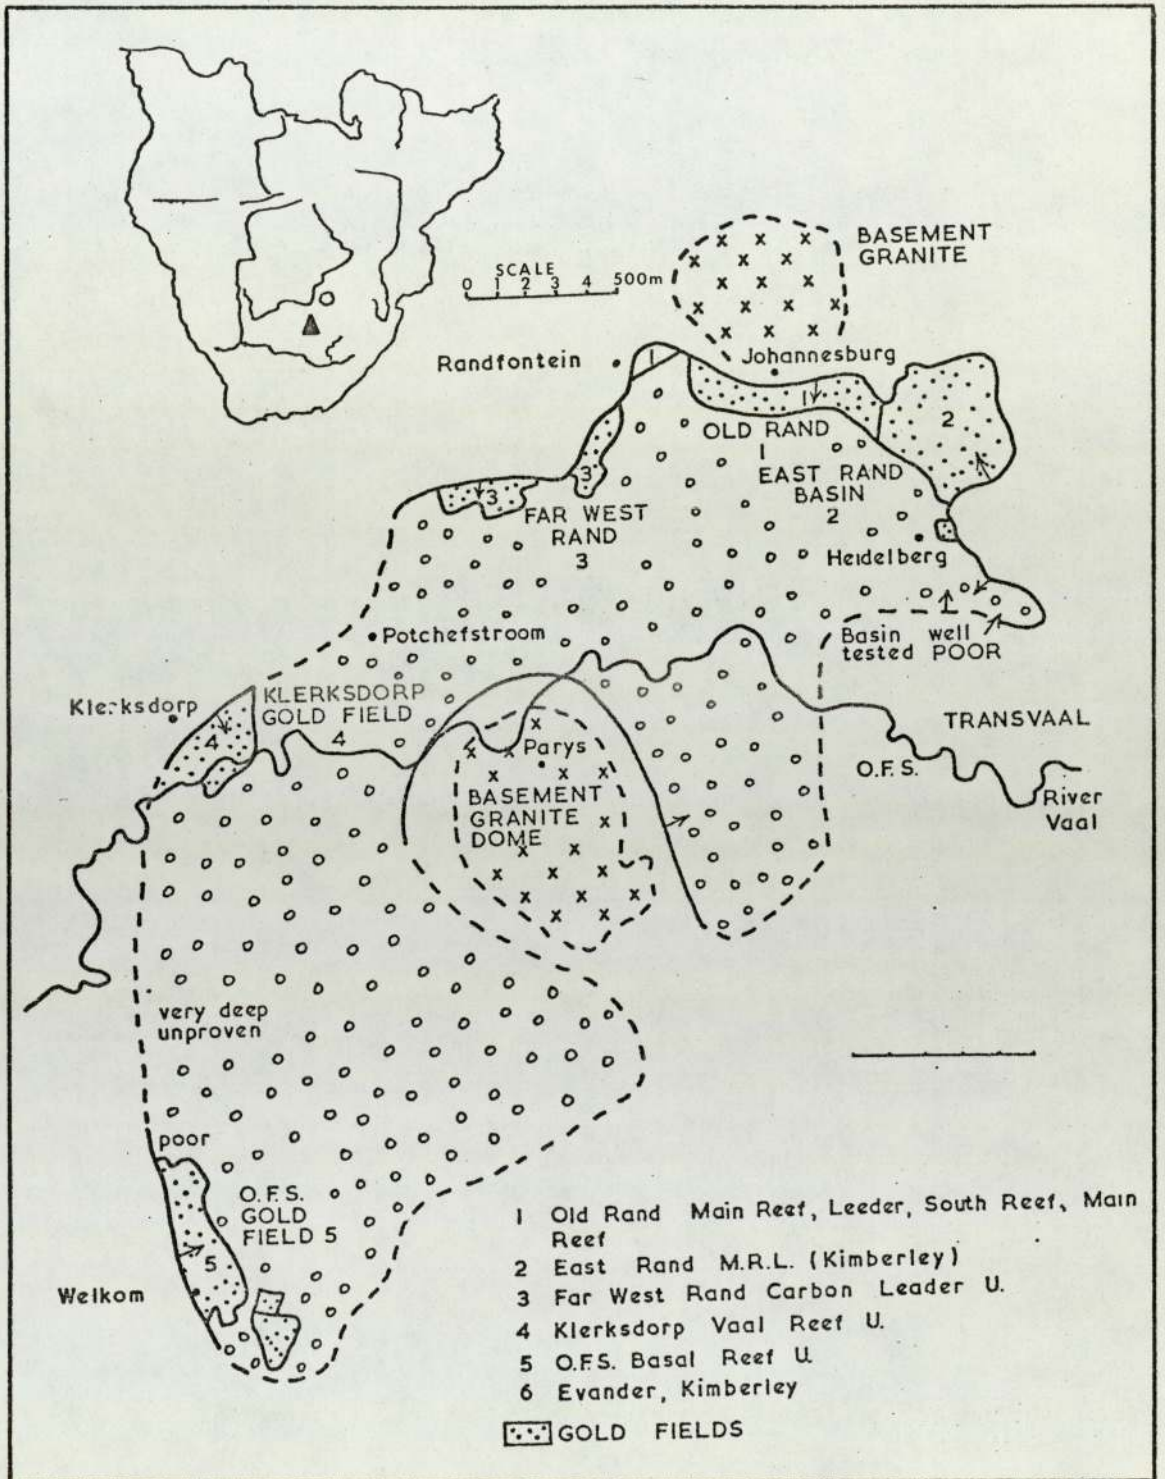 BASEMENT
GRANITE
SCALE
0 1 2 3 4 500m
Randfontein
1
Johannesburg
1
2
OLD RAND
1
EAST RAND
BASIN
2
3
3
FAR WEST
RAND
3
Heidelberg
Potchefstroom
Basin well
tested POOR
Klerksdorp
KLERKSDORP
GOLD FIELD
4
4
TRANSVAAL
Parys
O.F.S.
BASEMENT
GRANITE
DOME
River
Vaal
very deep
unproven
poor
O.F.S.
GOLD
FIELD 5
5
Welkom
1 Old Rand Main Reef, Leeder, South Reef, Main
Reef
2 East Rand M.R.L. (Kimberley)
3 Far West Rand Carbon Leader U.
4 Klerksdorp Vaal Reef U.
5 O.F.S. Basal Reef U.
6 Evander, Kimberley
GOLD FIELDS